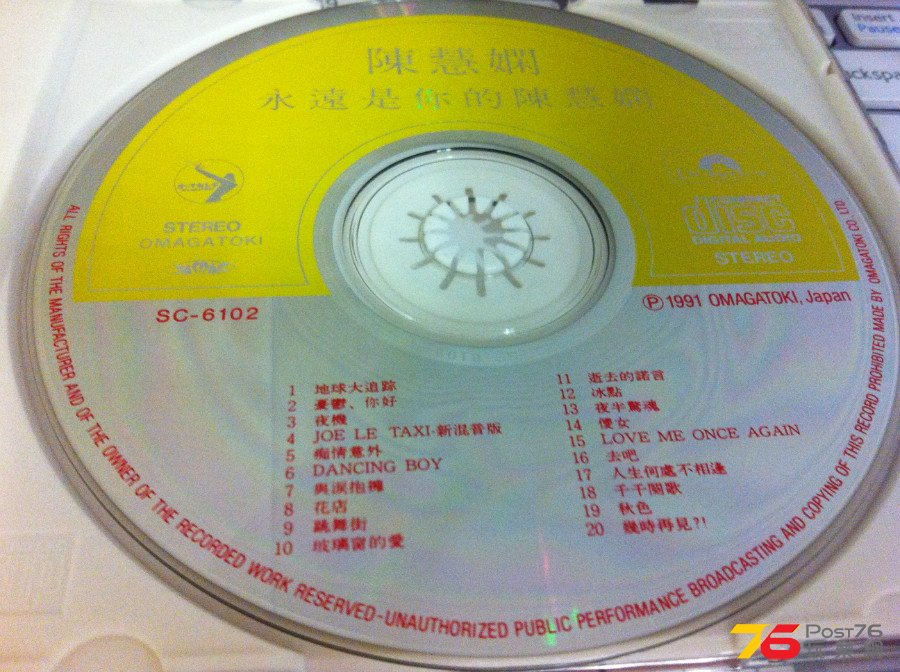 Insert
Pause
ckspa
陳慧嫻
永遠是你的陳慧嫻
STEREO
OMAGATOKI
DISC
DIGITAL AUDIO
STEREO
SC-6102
Ⓟ 1991 OMAGATOKI, Japan
1 地球大追踪
2 憂鬱、你好
3 夜機
4 JOE LE TAXI·新混音版
5 痴情意外
6 DANCING BOY
7 與淚抱擁
8 花店
9 跳舞街
10 玻璃窗的愛
11 逝去的諾言
12 冰點
13 夜半驚魂
14 傻女
15 LOVE ME ONCE AGAIN
16 去吧
17 人生何處不相逢
18 千千闋歌
19 秋色
20 幾時再見?!
ALL RIGHTS OF THE MANUFACTURER AND OF THE OWNER OF THE RECORDED WORK RESERVED-UNAUTHORIZED PUBLIC PERFORMANCE BROADCASTING AND COPYING OF THIS RECORD PROHIBITED MADE BY OMAGATOKI CO. LTD.
76 POST76